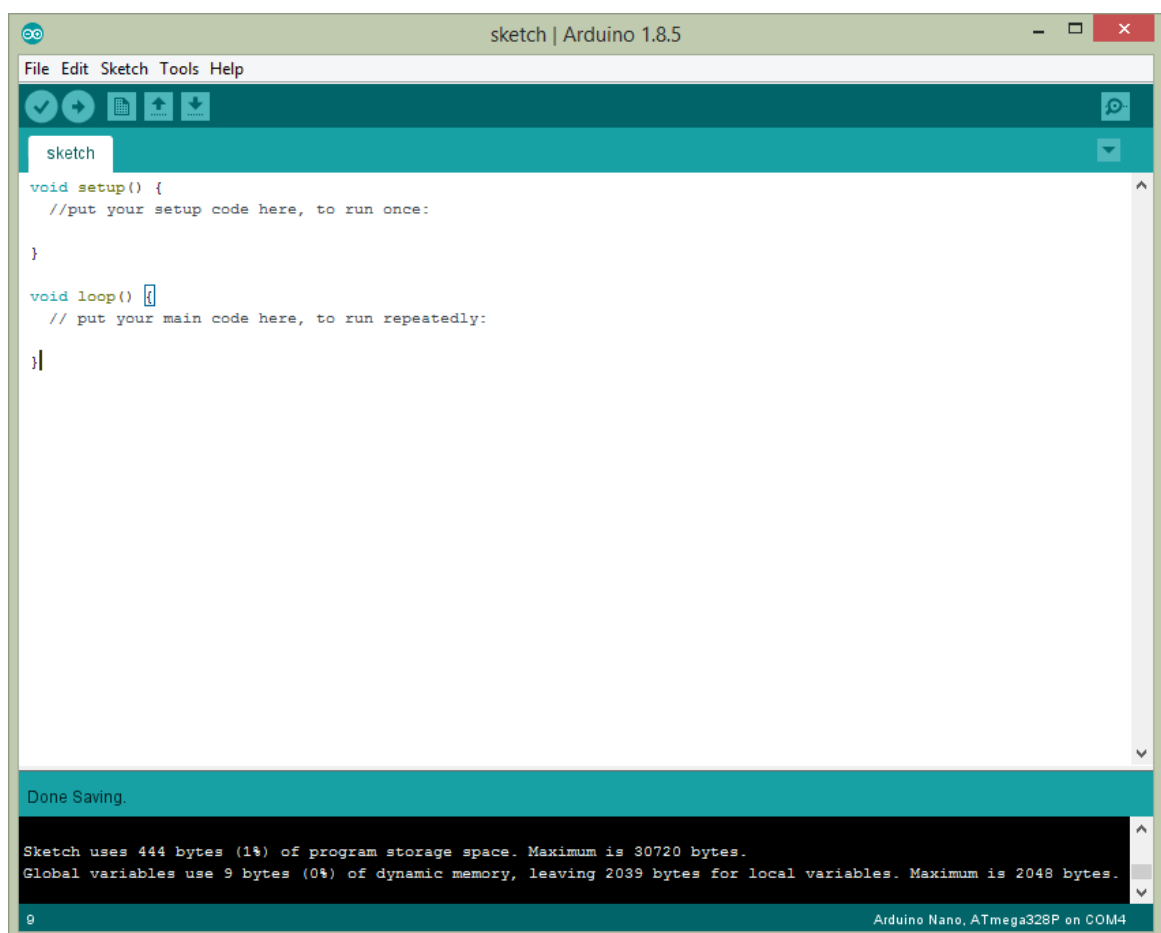 sketch | Arduino 1.8.5
File Edit Sketch Tools Help
sketch
void setup() {
  //put your setup code here, to run once:
}
void loop() {
  // put your main code here, to run repeatedly:
}
Done Saving.
Sketch uses 444 bytes (1%) of program storage space. Maximum is 30720 bytes.
Global variables use 9 bytes (0%) of dynamic memory, leaving 2039 bytes for local variables. Maximum is 2048 bytes.
9 Arduino Nano, ATmega328P on COM4